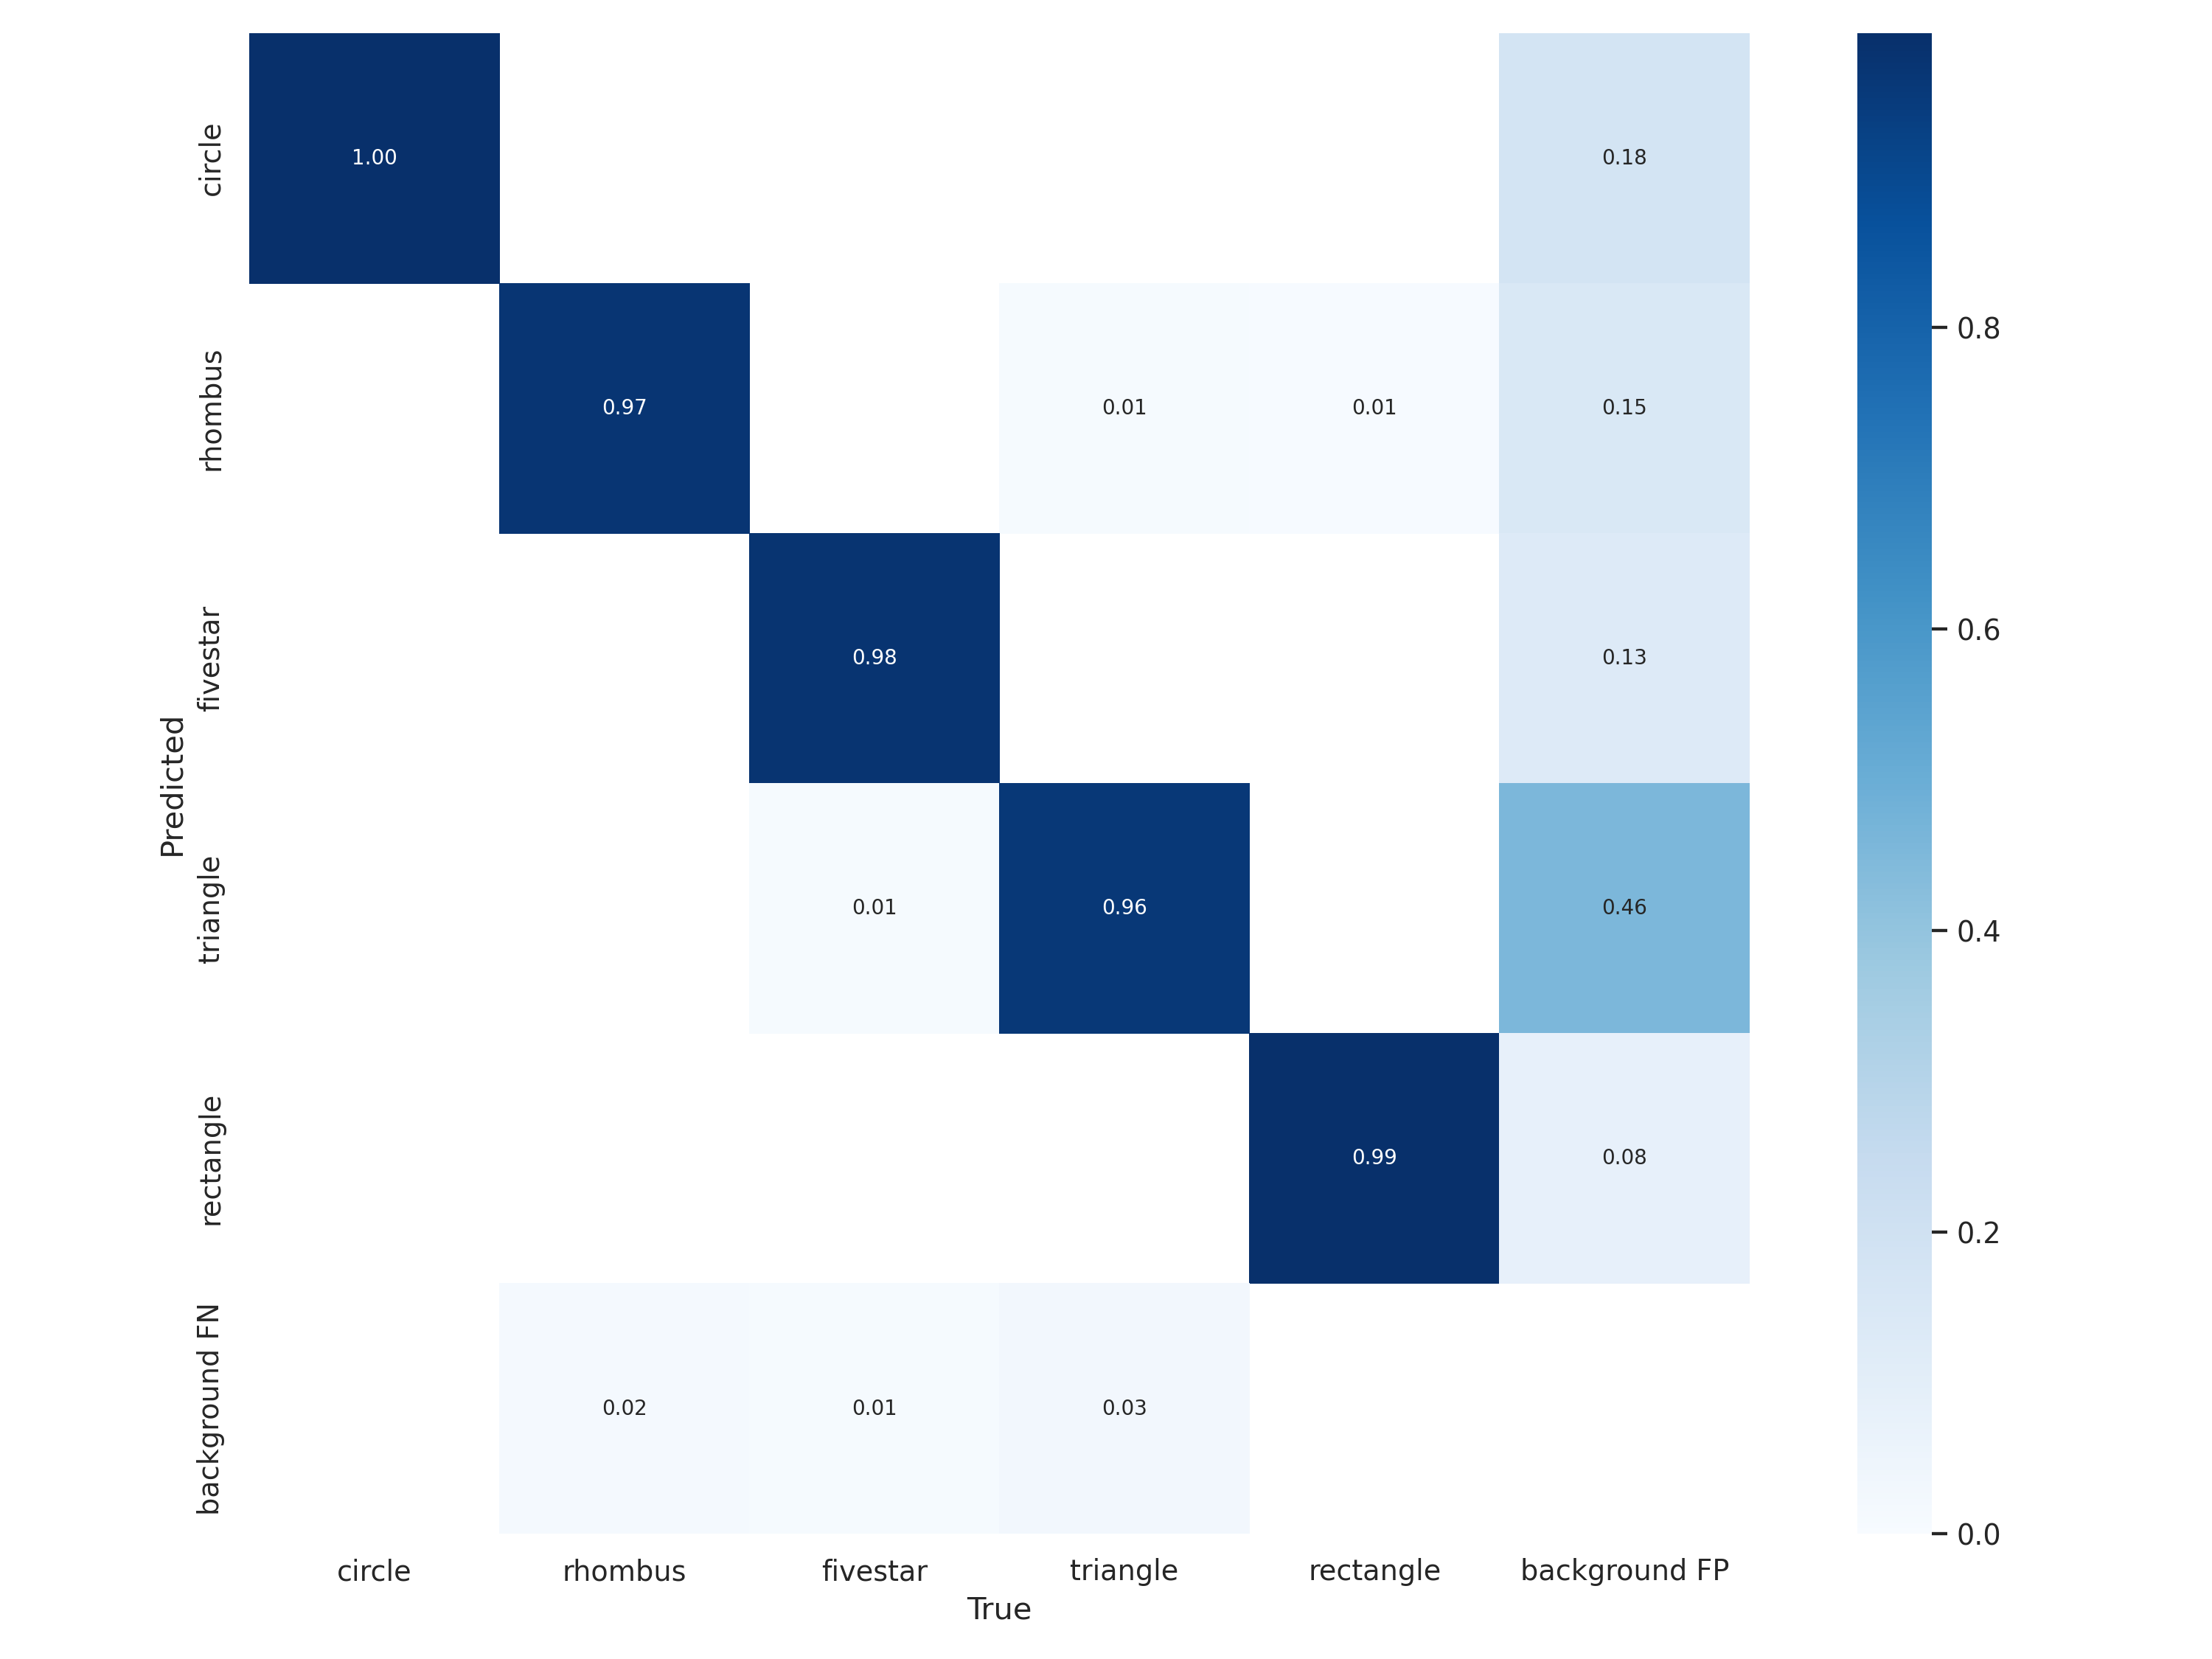 circle
1.00
0.18
rhombus
0.97
0.01
0.01
0.15
fivestar
0.98
0.13
triangle
0.01
0.96
0.46
rectangle
0.99
0.08
background FN
0.02
0.01
0.03
Predicted
circle rhombus fivestar triangle rectangle background FP
True
0.8
0.6
0.4
0.2
0.0